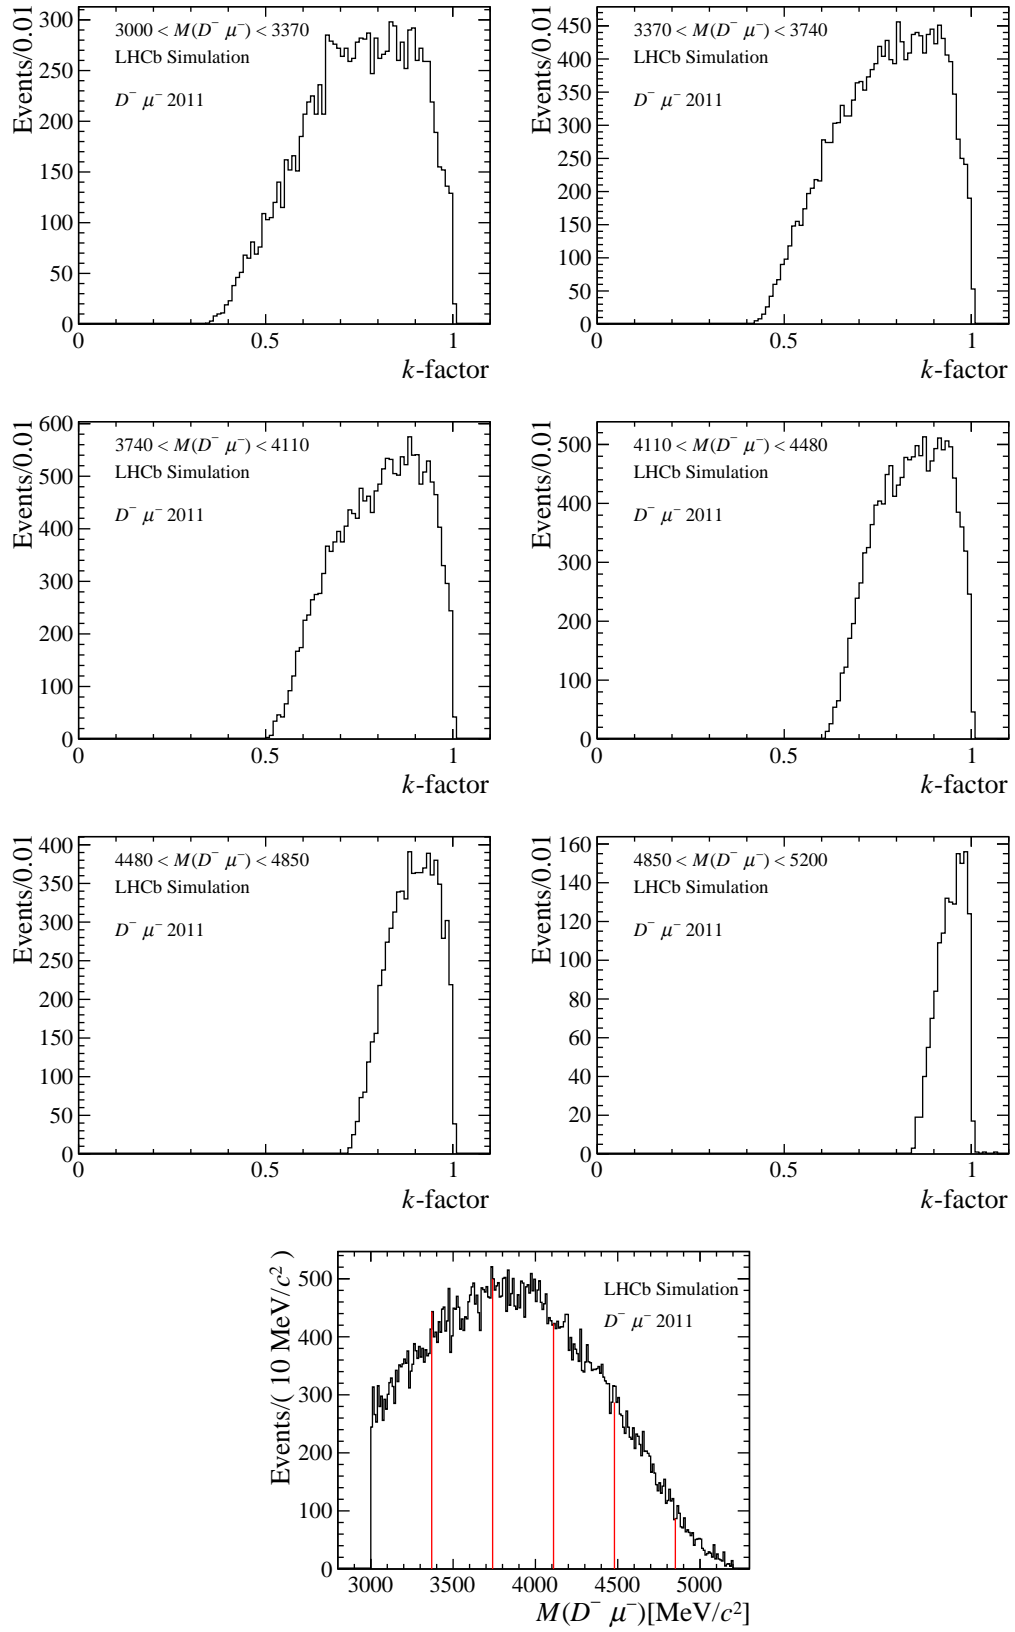 Events/0.01
300
250
200
150
100
50
0
3000 < M(D⁻ μ⁻) < 3370
LHCb Simulation
D⁻ μ⁻ 2011
0 0.5 1
k-factor
Events/0.01
450
400
350
300
250
200
150
100
50
0
3370 < M(D⁻ μ⁻) < 3740
LHCb Simulation
D⁻ μ⁻ 2011
0 0.5 1
k-factor
Events/0.01
600
500
400
300
200
100
0
3740 < M(D⁻ μ⁻) < 4110
LHCb Simulation
D⁻ μ⁻ 2011
0 0.5 1
k-factor
Events/0.01
500
400
300
200
100
0
4110 < M(D⁻ μ⁻) < 4480
LHCb Simulation
D⁻ μ⁻ 2011
0 0.5 1
k-factor
Events/0.01
400
350
300
250
200
150
100
50
0
4480 < M(D⁻ μ⁻) < 4850
LHCb Simulation
D⁻ μ⁻ 2011
0 0.5 1
k-factor
Events/0.01
160
140
120
100
80
60
40
20
0
4850 < M(D⁻ μ⁻) < 5200
LHCb Simulation
D⁻ μ⁻ 2011
0 0.5 1
k-factor
Events/( 10 MeV/c² )
500
400
300
200
100
0
LHCb Simulation
D⁻ μ⁻ 2011
3000 3500 4000 4500 5000
M(D⁻ μ⁻)[MeV/c²]